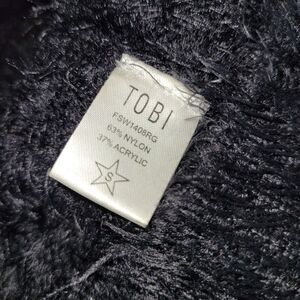 TOBI
FSW1408RG
63% NYLON
37% ACRYLIC
S